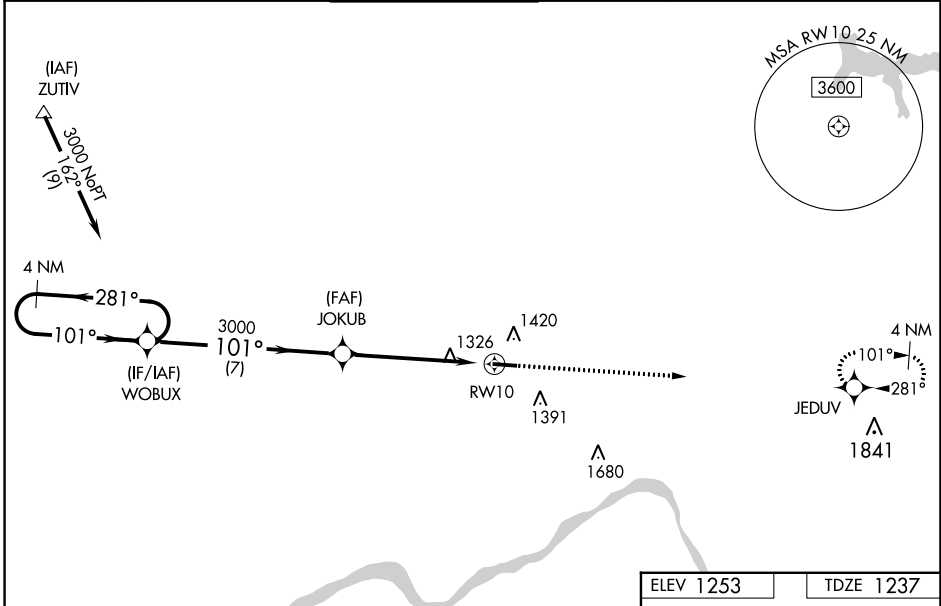 MSA RW10 25 NM
3600
(IAF)
ZUTIV
3000 NoPT
162°
(9)
4 NM
281°
101°
(IF/IAF)
WOBUX
3000
101°
(7)
(FAF)
JOKUB
1326
1420
RW10
1391
1680
4 NM
101°
281°
JEDUV
1841
ELEV 1253
TDZE 1237